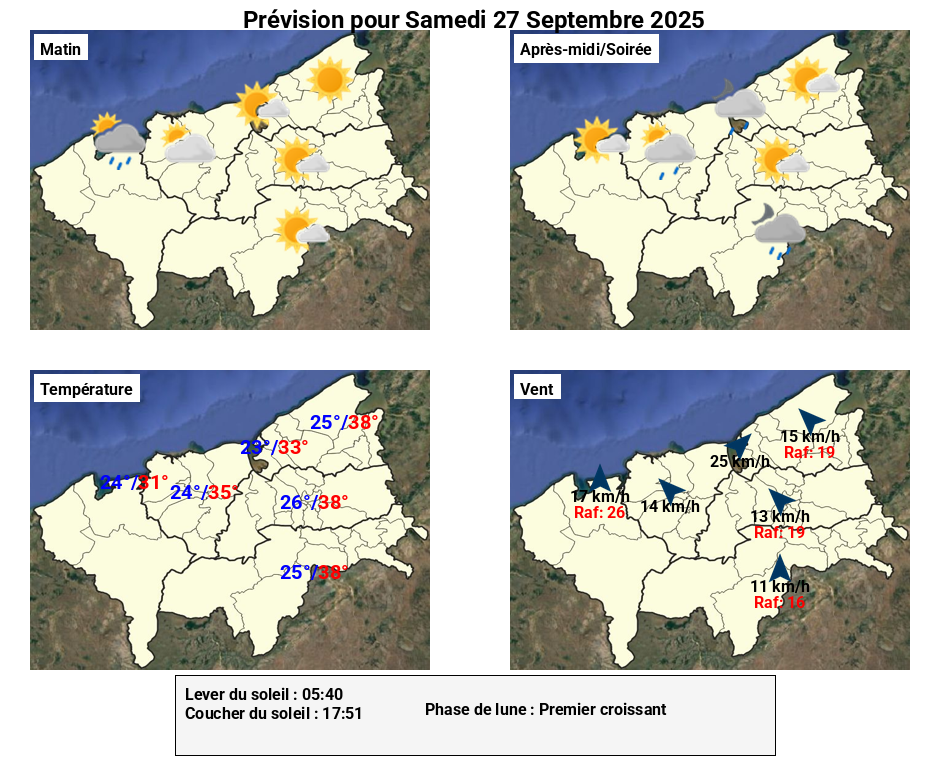 Prévision pour Samedi 27 Septembre 2025
Matin
Après-midi/Soirée
Température
25°/38°
23°/33°
24°/31°
24°/35°
26°/38°
25°/38°
Vent
15 km/h
Raf: 19
25 km/h
17 km/h
Raf: 26
14 km/h
13 km/h
Raf: 19
11 km/h
Raf: 16
Lever du soleil : 05:40
Coucher du soleil : 17:51
Phase de lune : Premier croissant